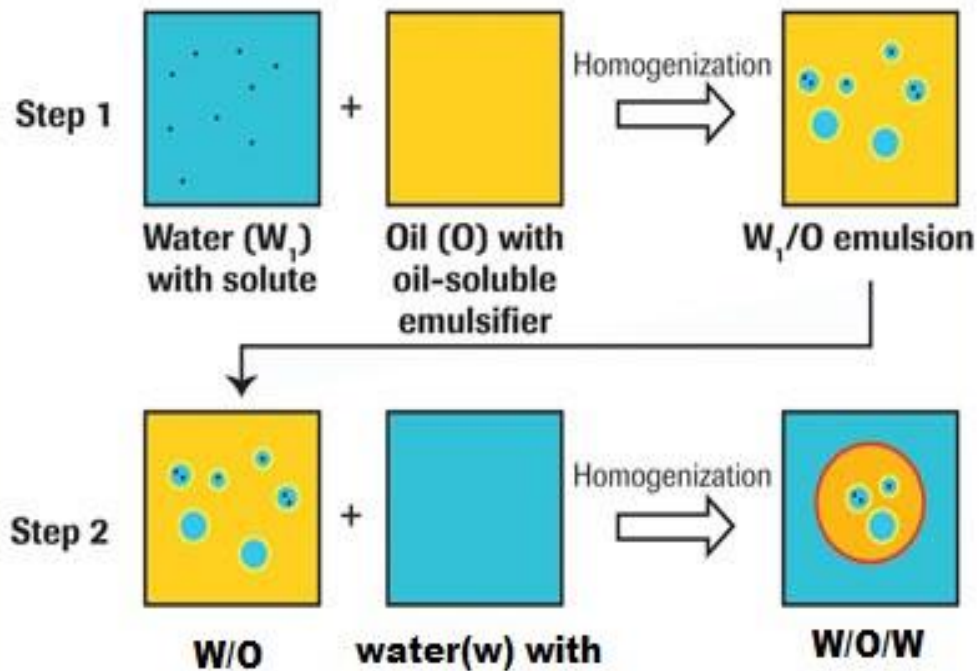 Step 1
+
Homogenization
Water (W₁)
with solute
Oil (O) with
oil-soluble
emulsifier
W₁/O emulsion
Step 2
+
Homogenization
W/O
water(w) with
W/O/W